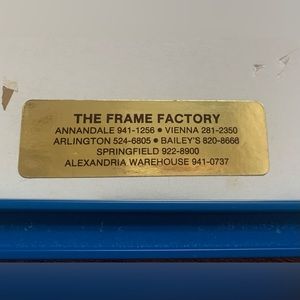 THE FRAME FACTORY
ANNANDALE 941-1256 • VIENNA 281-2350
ARLINGTON 524-6805 • BAILEY'S 820-8666
SPRINGFIELD 922-8900
ALEXANDRIA WAREHOUSE 941-0737